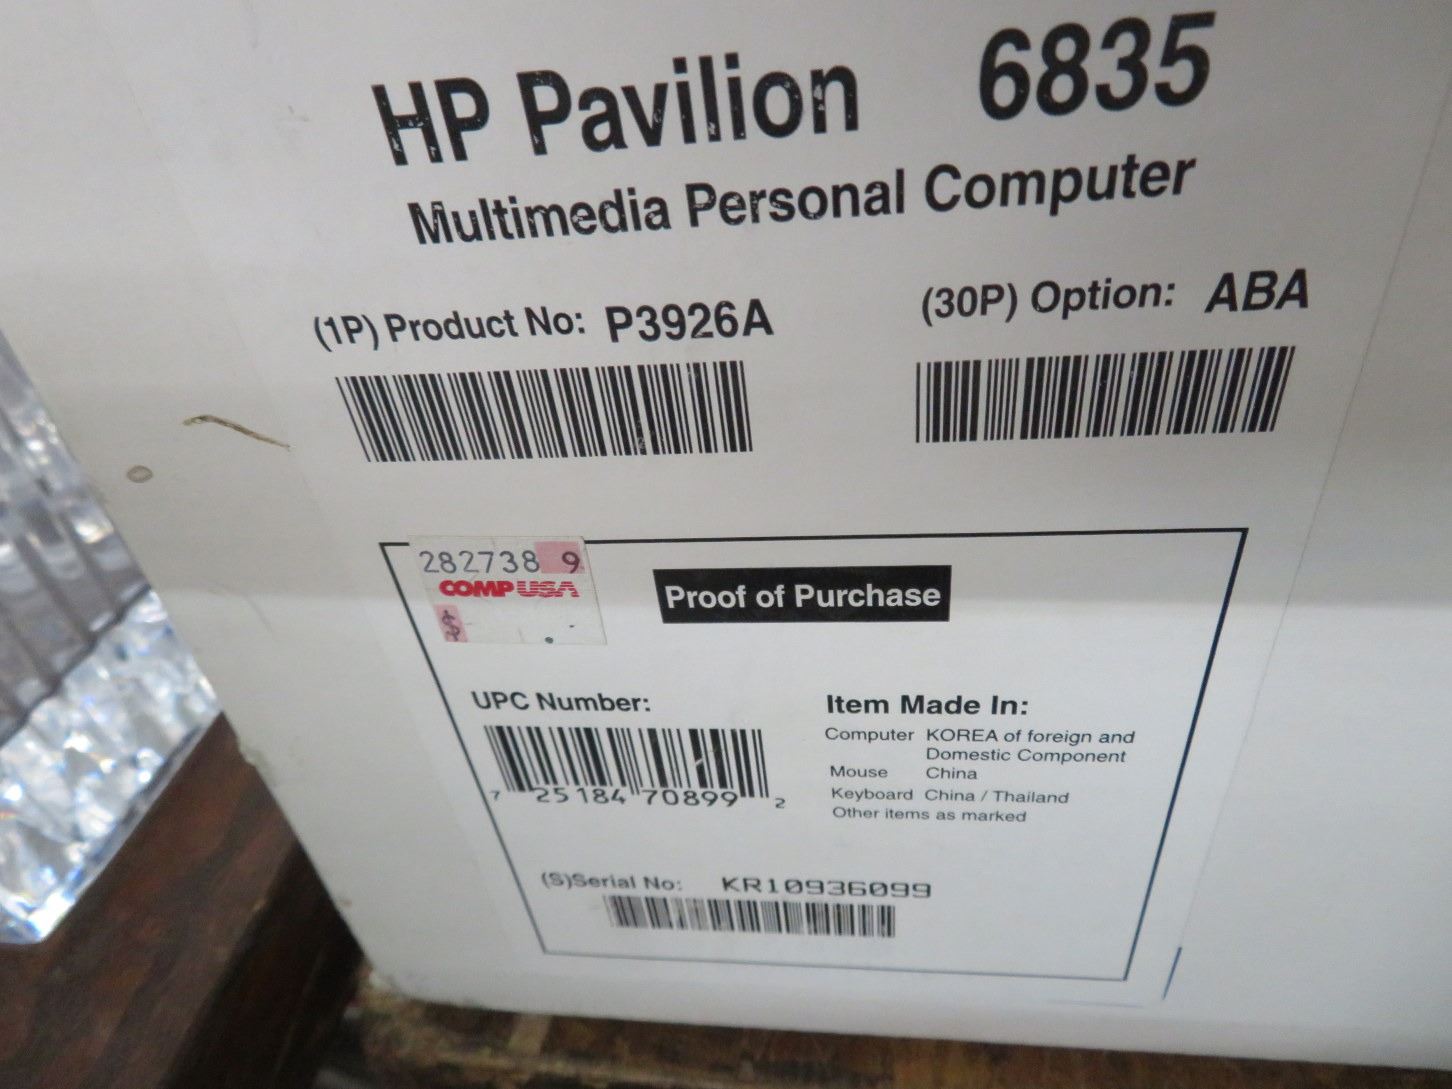 HP Pavilion 6835
Multimedia Personal Computer
(1P) Product No: P3926A
(30P) Option: ABA
282738 9
COMPUSA
Proof of Purchase
UPC Number:
7 25184 70899 2
Item Made In:
Computer KOREA of foreign and
Domestic Component
Mouse China
Keyboard China / Thailand
Other items as marked
(S)Serial No: KR10936099